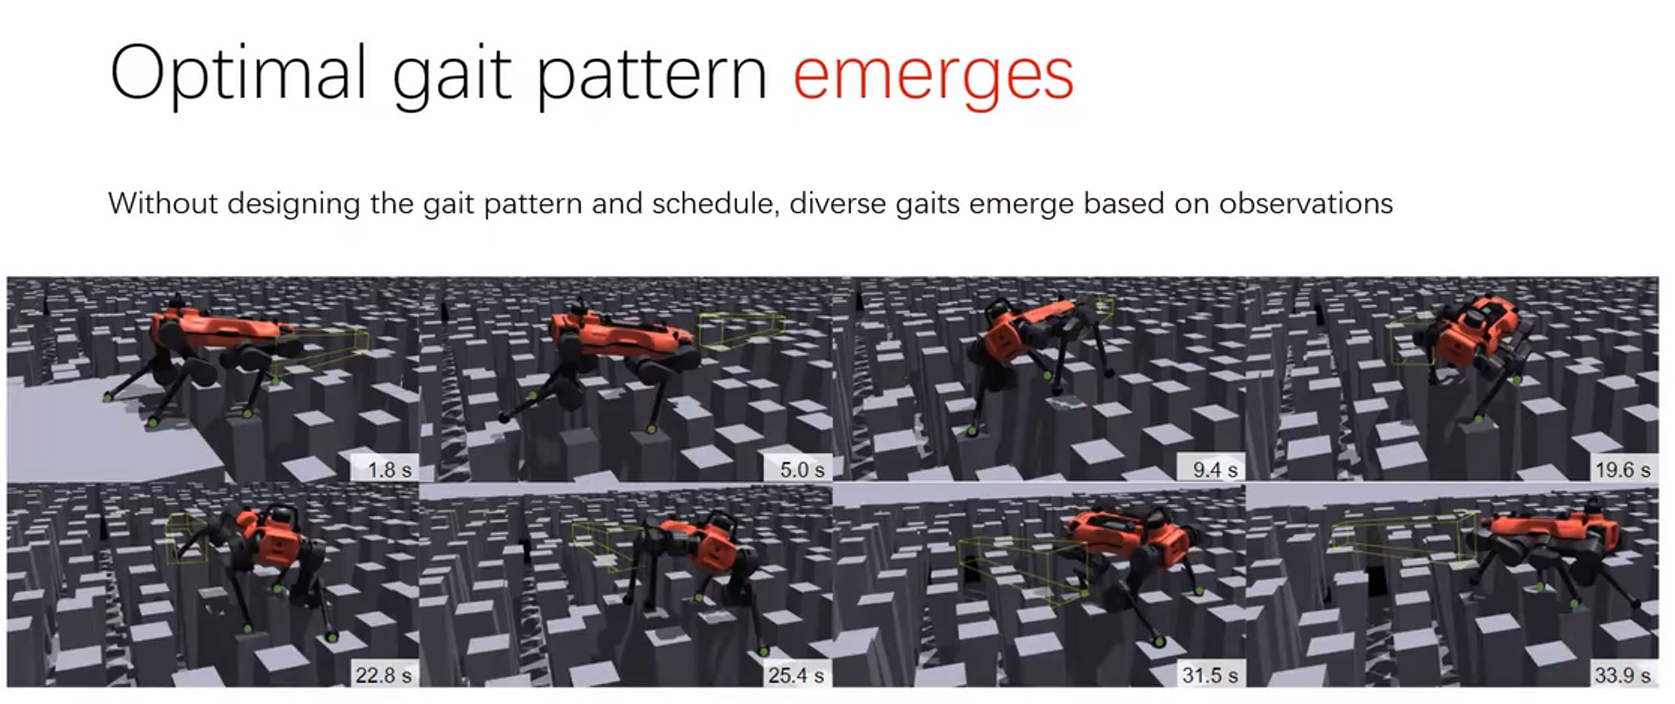 Optimal gait pattern emerges
Without designing the gait pattern and schedule, diverse gaits emerge based on observations
1.8 s
5.0 s
9.4 s
19.6 s
22.8 s
25.4 s
31.5 s
33.9 s